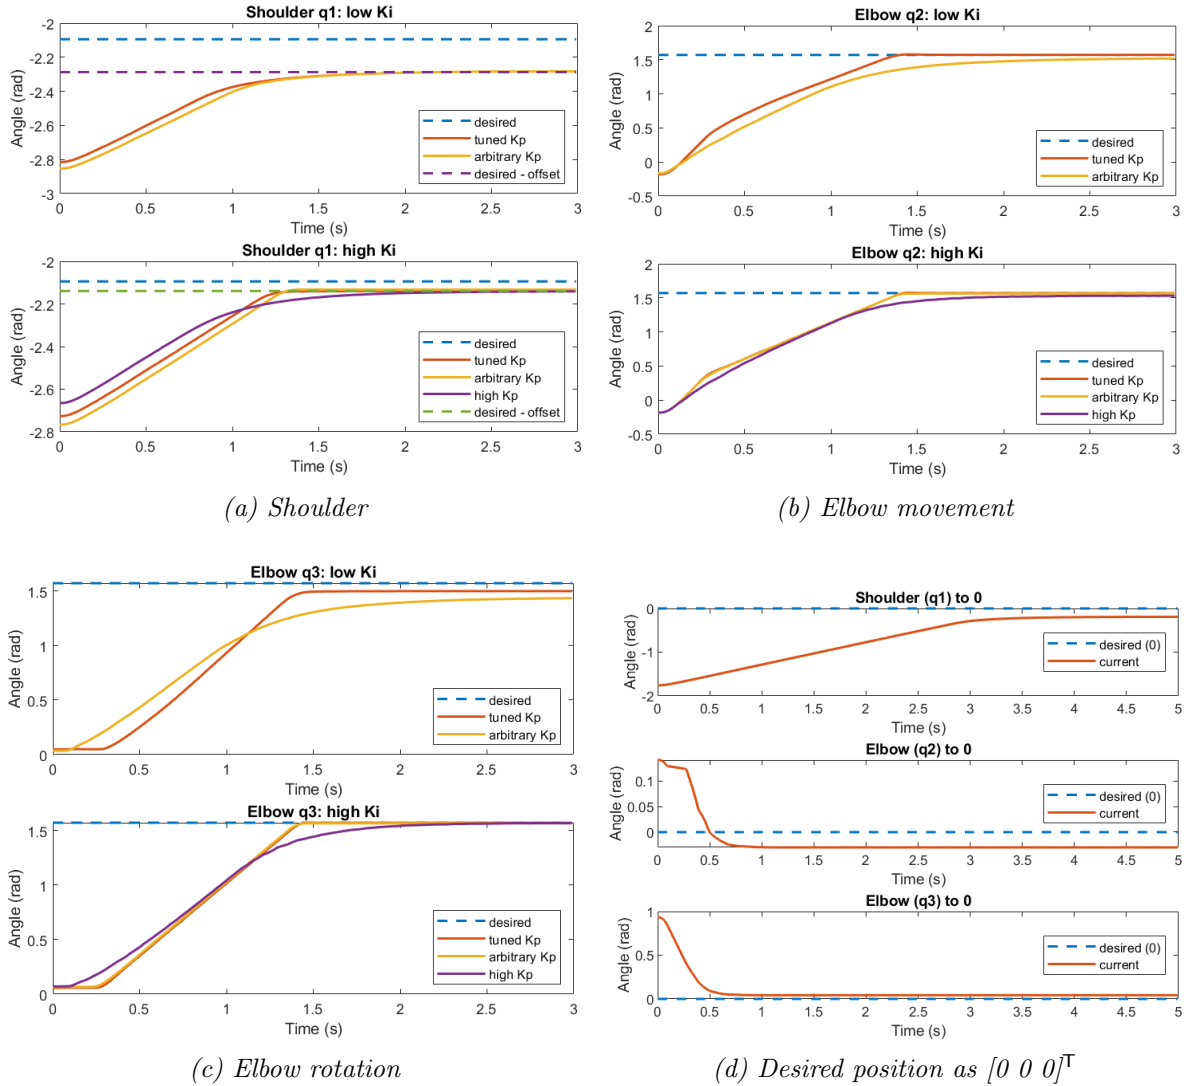 Shoulder q1: low Ki
-2
-2.2
-2.4
-2.6
-2.8
-3
Angle (rad)
desired
tuned Kp
arbitrary Kp
desired - offset
0 0.5 1 1.5 2 2.5 3
Time (s)
Shoulder q1: high Ki
-2
-2.2
-2.4
-2.6
-2.8
Angle (rad)
desired
tuned Kp
arbitrary Kp
high Kp
desired - offset
0 0.5 1 1.5 2 2.5 3
Time (s)
(a) Shoulder
Elbow q2: low Ki
2
1.5
1
0.5
0
-0.5
Angle (rad)
desired
tuned Kp
arbitrary Kp
0 0.5 1 1.5 2 2.5 3
Time (s)
Elbow q2: high Ki
2
1.5
1
0.5
0
-0.5
Angle (rad)
desired
tuned Kp
arbitrary Kp
high Kp
0 0.5 1 1.5 2 2.5 3
Time (s)
(b) Elbow movement
Elbow q3: low Ki
1.5
1
0.5
0
Angle (rad)
desired
tuned Kp
arbitrary Kp
0 0.5 1 1.5 2 2.5 3
Time (s)
Elbow q3: high Ki
1.5
1
0.5
0
Angle (rad)
desired
tuned Kp
arbitrary Kp
high Kp
0 0.5 1 1.5 2 2.5 3
Time (s)
(c) Elbow rotation
Shoulder (q1) to 0
0
-1
-2
Angle (rad)
desired (0)
current
0 0.5 1 1.5 2 2.5 3 3.5 4 4.5 5
Time (s)
Elbow (q2) to 0
0.1
0.05
0
Angle (rad)
desired (0)
current
0 0.5 1 1.5 2 2.5 3 3.5 4 4.5 5
Time (s)
Elbow (q3) to 0
1
0.5
0
Angle (rad)
desired (0)
current
0 0.5 1 1.5 2 2.5 3 3.5 4 4.5 5
Time (s)
(d) Desired position as [0 0 0]ᵀ